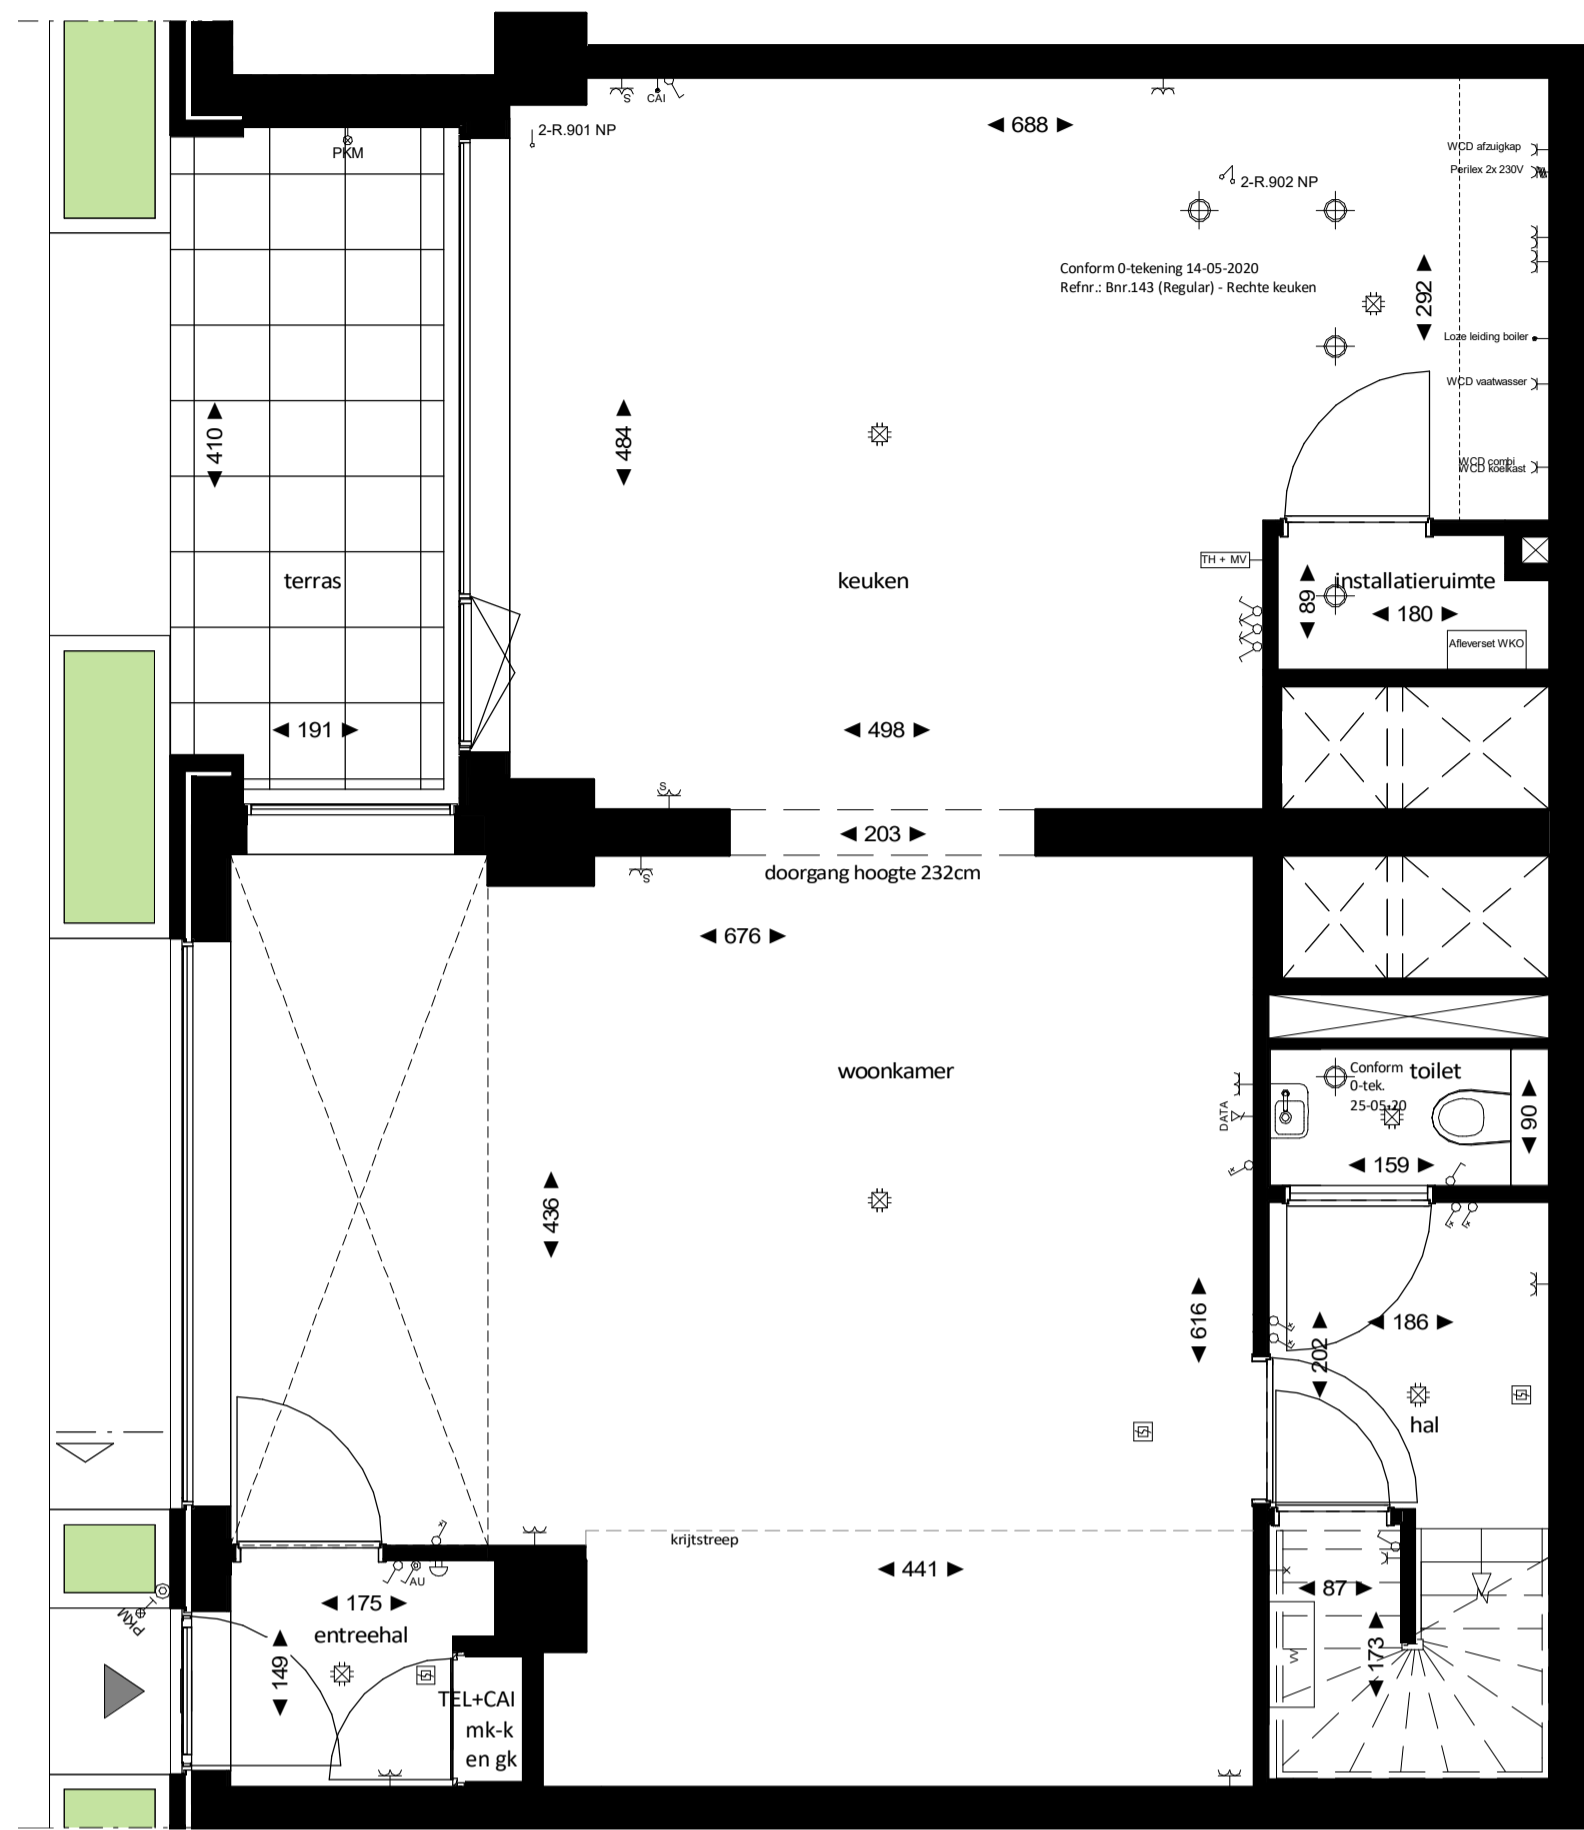 S
CAI
688
2-R.901 NP
PKM
WCD afzuigkap
Perilex 2x 230V
2-R.902 NP
Conform 0-tekening 14-05-2020
Refnr.: Bnr.143 (Regular) - Rechte keuken
292
Loze leiding boiler
WCD vaatwasser
410
484
WCD combi
WCD koelkast
TH + MV
terras
keuken
installatieruimte
89
180
Afleverset WKO
191
498
S
203
doorgang hoogte 232cm
S
676
woonkamer
Conform
0-tek.
25-05-20
toilet
DATA
90
159
436
616
202
186
hal
krijtstreep
441
AU
175
entreehal
PKM
149
87
173
VV
TEL+CAI
mk-k
en gk